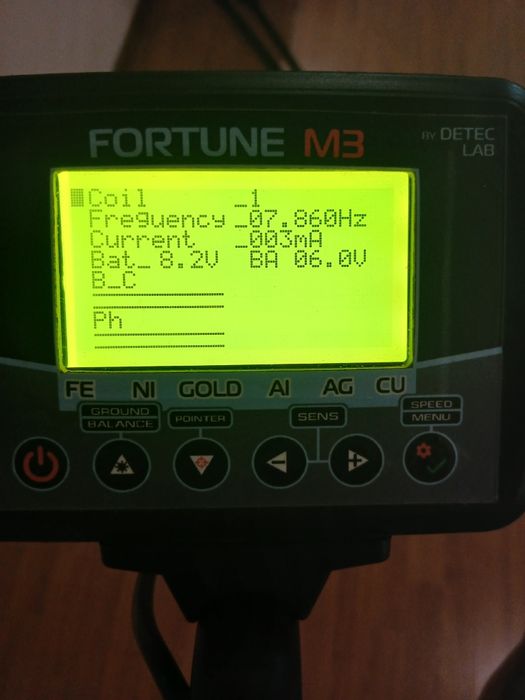 FORTUNE M3
BY DETEC
LAB
Coil _1
Freguency _07.860Hz
Current _003mA
Bat_ 8.2V BA 06.0V
B_C
Ph
FE NI GOLD AI AG CU
GROUND
BALANCE
POINTER
SENS
SPEED
MENU